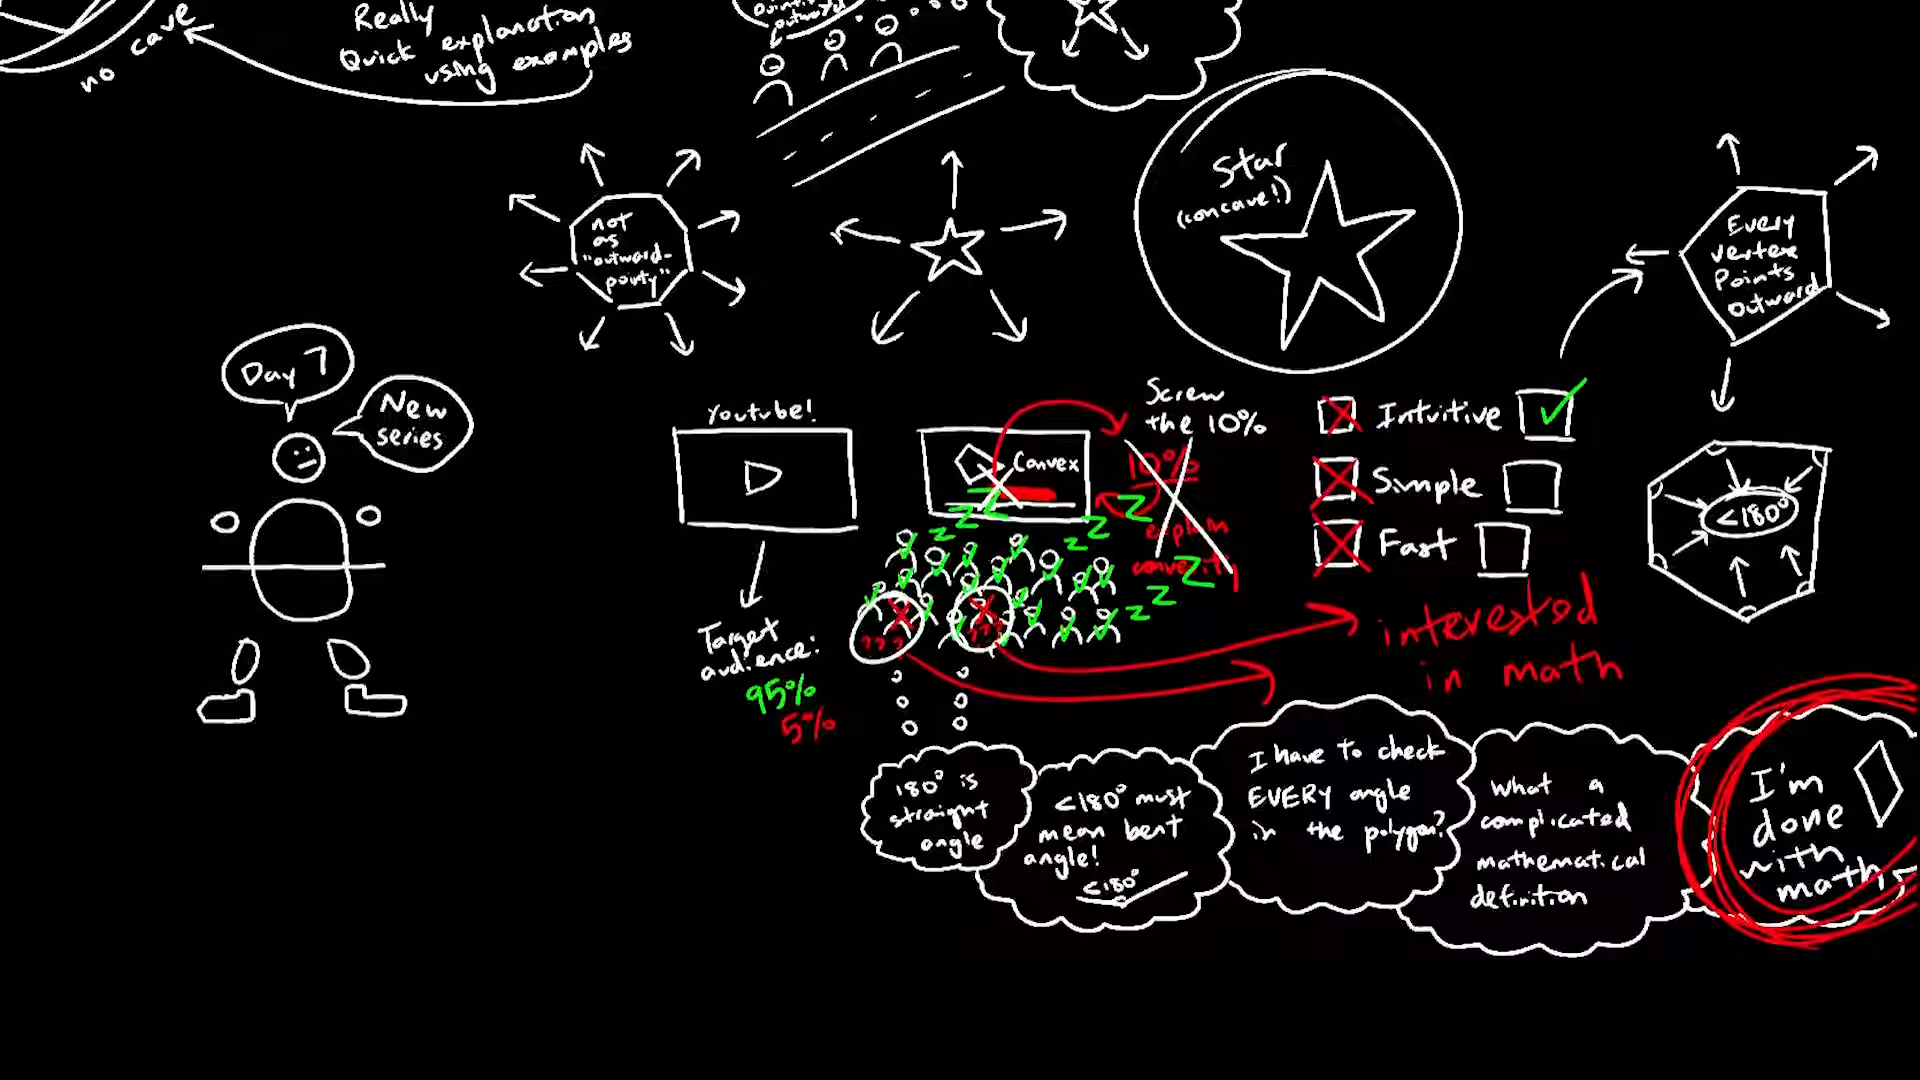 no cave
Really
Quick explanation
using examples
outward
not
as
"outward-
pointy"
Star
(concave!)
Every
vertex
Points
Outward
Day 7
New
series
Youtube!
Convex
Screw
the 10%
10%
explain
convexity
Intuitive
Simple
Fast
<180°
interested
in math
Target
audience:
95%
5%
???
???
z z z z z z z z z z
180° is
straight
angle
<180° must
mean bent
angle!
<180°
I have to check
EVERY angle
in the polygon?
What a
complicated
mathematical
definition
I'm
done
with
math